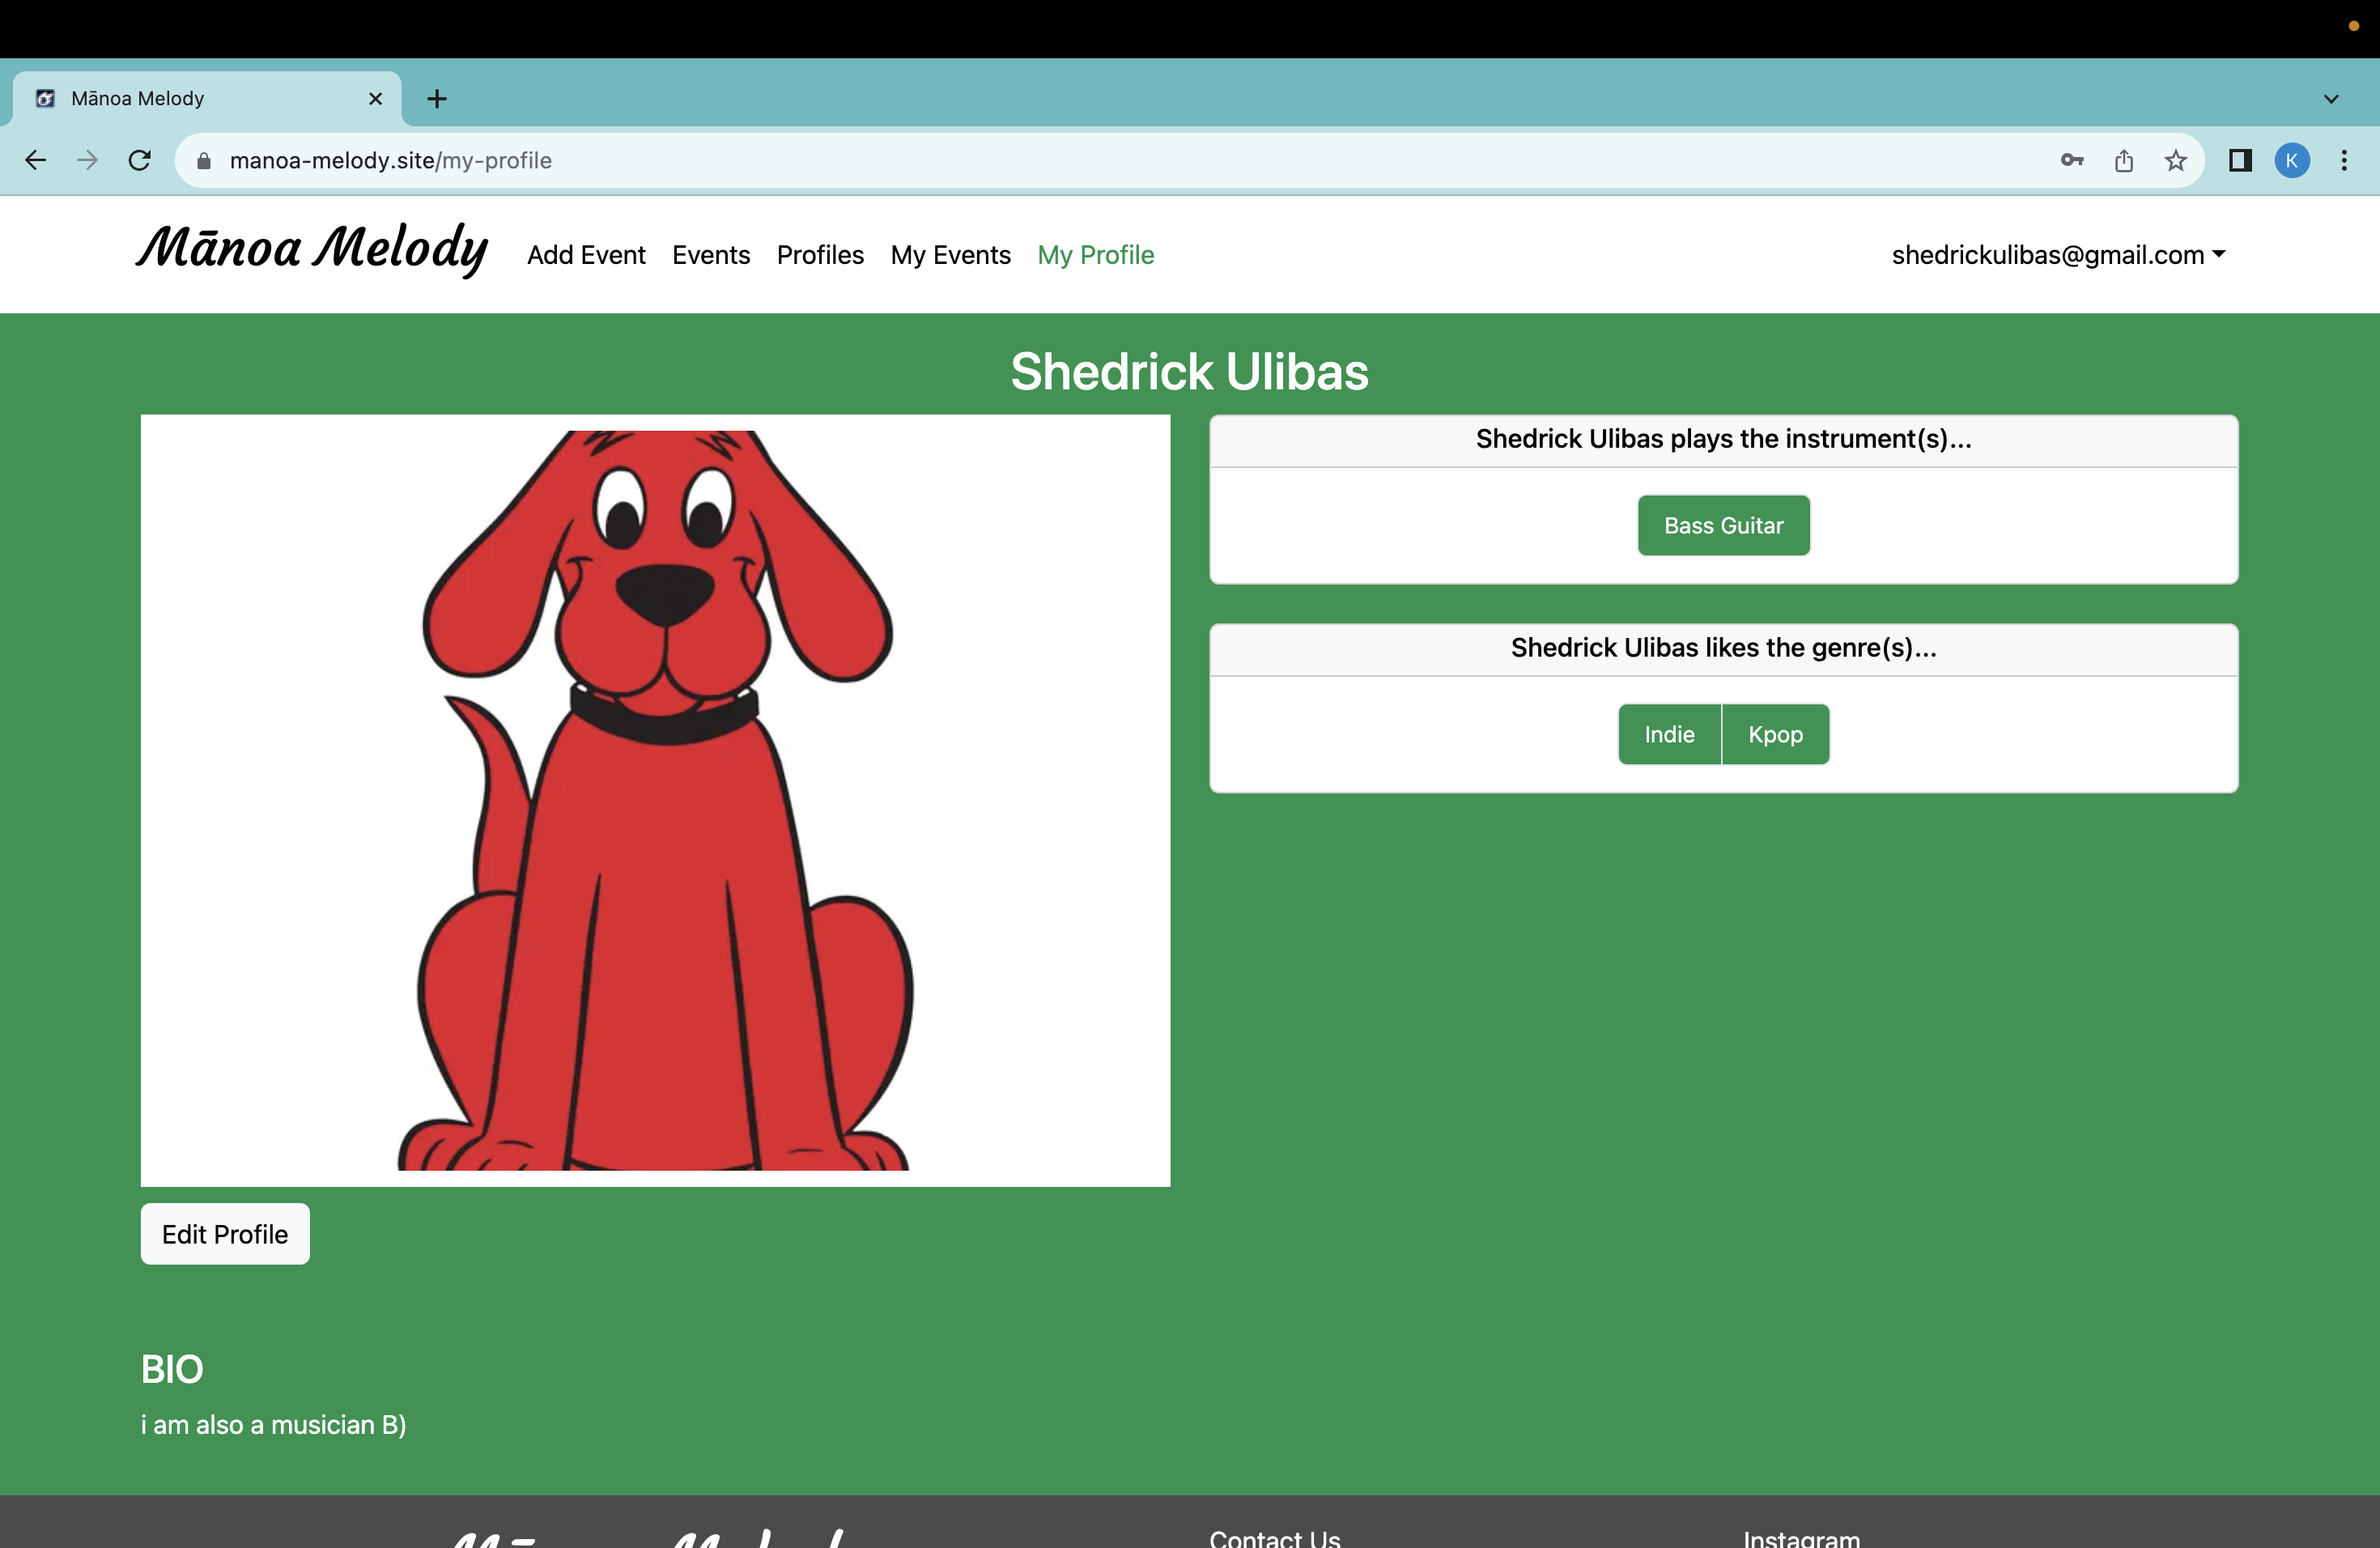 Mānoa Melody
manoa-melody.site/my-profile
K
Mānoa Melody Add Event Events Profiles My Events My Profile shedrickulibas@gmail.com
Shedrick Ulibas
Shedrick Ulibas plays the instrument(s)...
Bass Guitar
Shedrick Ulibas likes the genre(s)...
Indie Kpop
Edit Profile
BIO
i am also a musician B)
Mānoa Melody Contact Us Instagram